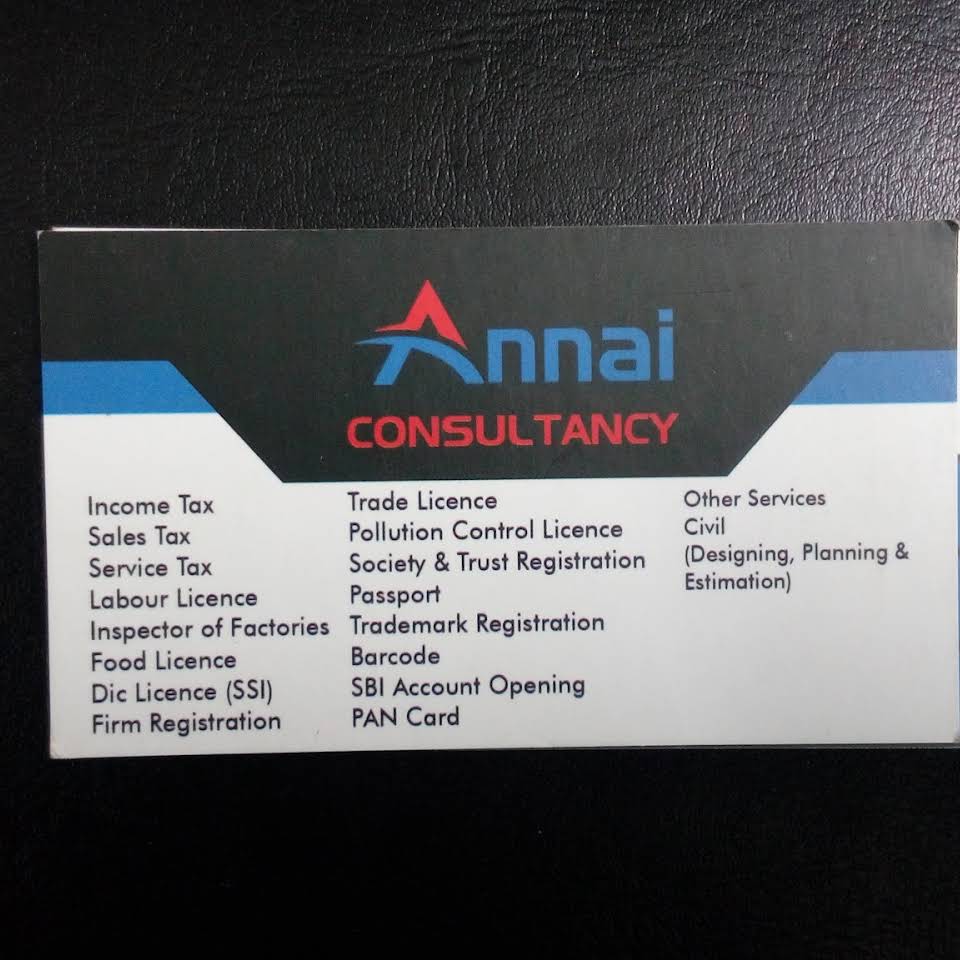 Annai
CONSULTANCY
Income Tax
Sales Tax
Service Tax
Labour Licence
Inspector of Factories
Food Licence
Dic Licence (SSI)
Firm Registration
Trade Licence
Pollution Control Licence
Society & Trust Registration
Passport
Trademark Registration
Barcode
SBI Account Opening
PAN Card
Other Services
Civil
(Designing, Planning &
Estimation)